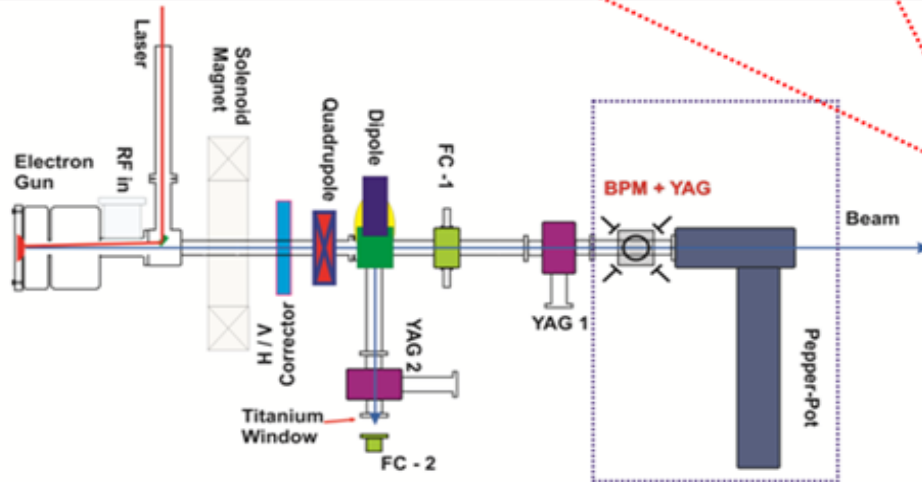 Laser
Solenoid
Magnet
Electron
Gun
RF in
Quadrupole
Dipole
FC -1
BPM + YAG
Beam
H / V
Corrector
YAG 2
YAG 1
Pepper-Pot
Titanium
Window
FC - 2